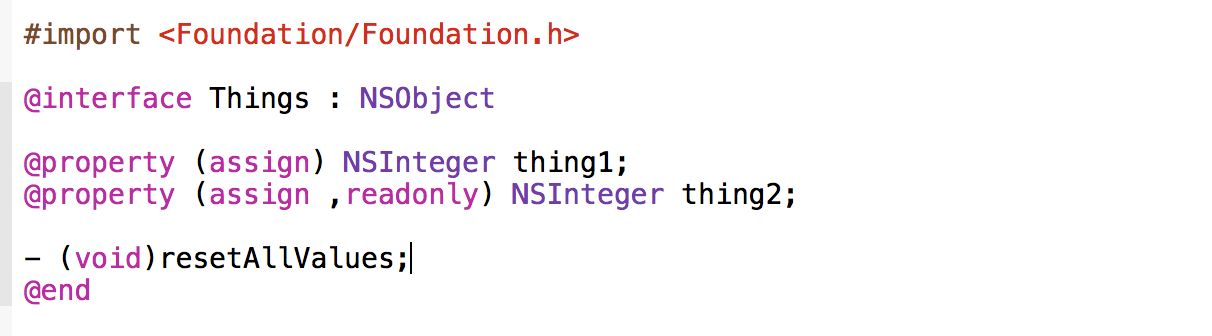 #import <Foundation/Foundation.h>
@interface Things : NSObject
@property (assign) NSInteger thing1;
@property (assign ,readonly) NSInteger thing2;
- (void)resetAllValues;
@end